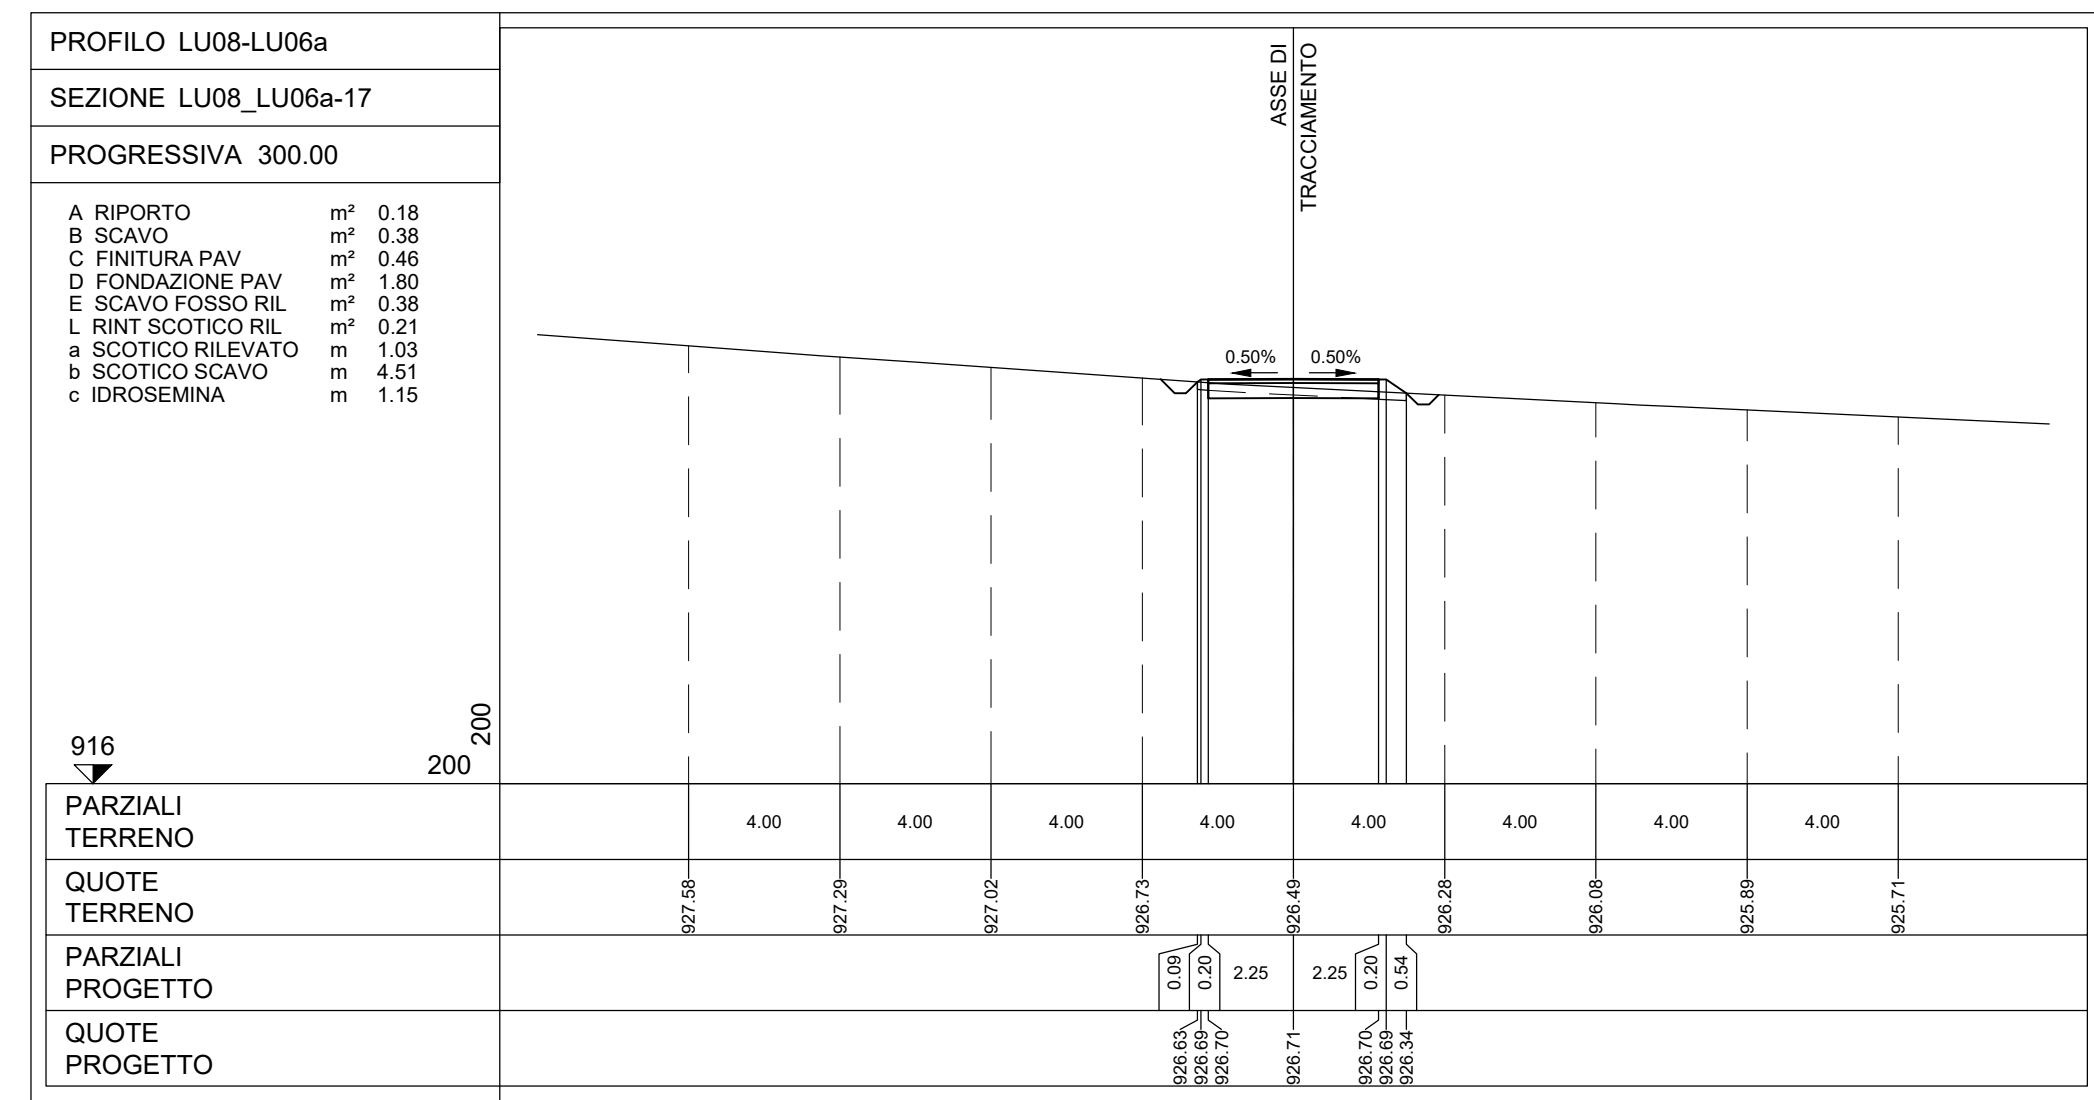 PROFILO LU08-LU06a
SEZIONE LU08_LU06a-17
PROGRESSIVA 300.00
A RIPORTO m² 0.18
B SCAVO m² 0.38
C FINITURA PAV m² 0.46
D FONDAZIONE PAV m² 1.80
E SCAVO FOSSO RIL m² 0.38
L RINT SCOTICO RIL m² 0.21
a SCOTICO RILEVATO m 1.03
b SCOTICO SCAVO m 4.51
c IDROSEMINA m 1.15
ASSE DI
TRACCIAMENTO
0.50% 0.50%
916
200
200
PARZIALI
TERRENO
4.00 4.00 4.00 4.00 4.00 4.00 4.00 4.00
QUOTE
TERRENO
927.58 927.29 927.02 926.73 926.49 926.28 926.08 925.89 925.71
PARZIALI
PROGETTO
0.09 0.20 2.25 2.25 0.20 0.54
QUOTE
PROGETTO
926.63 926.69 926.70 926.71 926.70 926.69 926.34